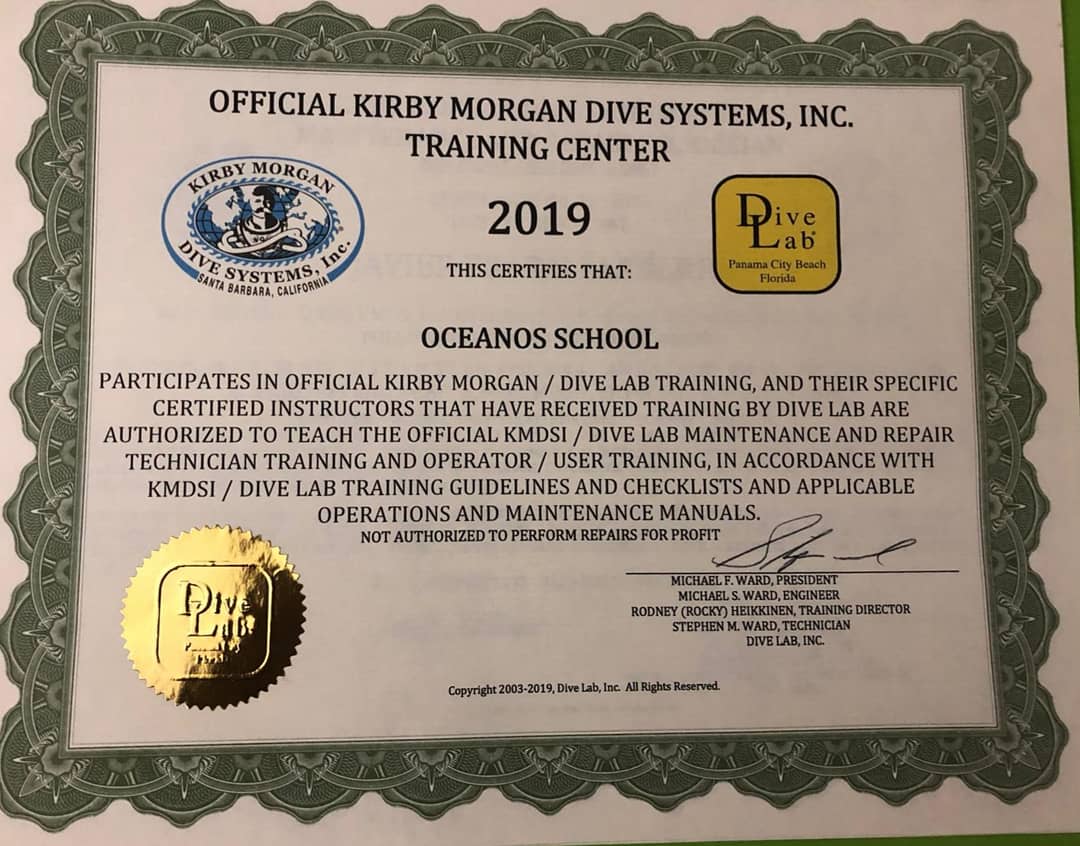 OFFICIAL KIRBY MORGAN DIVE SYSTEMS, INC.
TRAINING CENTER
KIRBY MORGAN
DIVE SYSTEMS, Inc.
SANTA BARBARA, CALIFORNIA
2019
Dive
Lab®
Panama City Beach
Florida
THIS CERTIFIES THAT:
OCEANOS SCHOOL
PARTICIPATES IN OFFICIAL KIRBY MORGAN / DIVE LAB TRAINING, AND THEIR SPECIFIC
CERTIFIED INSTRUCTORS THAT HAVE RECEIVED TRAINING BY DIVE LAB ARE
AUTHORIZED TO TEACH THE OFFICIAL KMDSI / DIVE LAB MAINTENANCE AND REPAIR
TECHNICIAN TRAINING AND OPERATOR / USER TRAINING, IN ACCORDANCE WITH
KMDSI / DIVE LAB TRAINING GUIDELINES AND CHECKLISTS AND APPLICABLE
OPERATIONS AND MAINTENANCE MANUALS.
NOT AUTHORIZED TO PERFORM REPAIRS FOR PROFIT
MICHAEL F. WARD, PRESIDENT
MICHAEL S. WARD, ENGINEER
RODNEY (ROCKY) HEIKKINEN, TRAINING DIRECTOR
STEPHEN M. WARD, TECHNICIAN
DIVE LAB, INC.
Dive
Lab
Copyright 2003-2019, Dive Lab, Inc. All Rights Reserved.